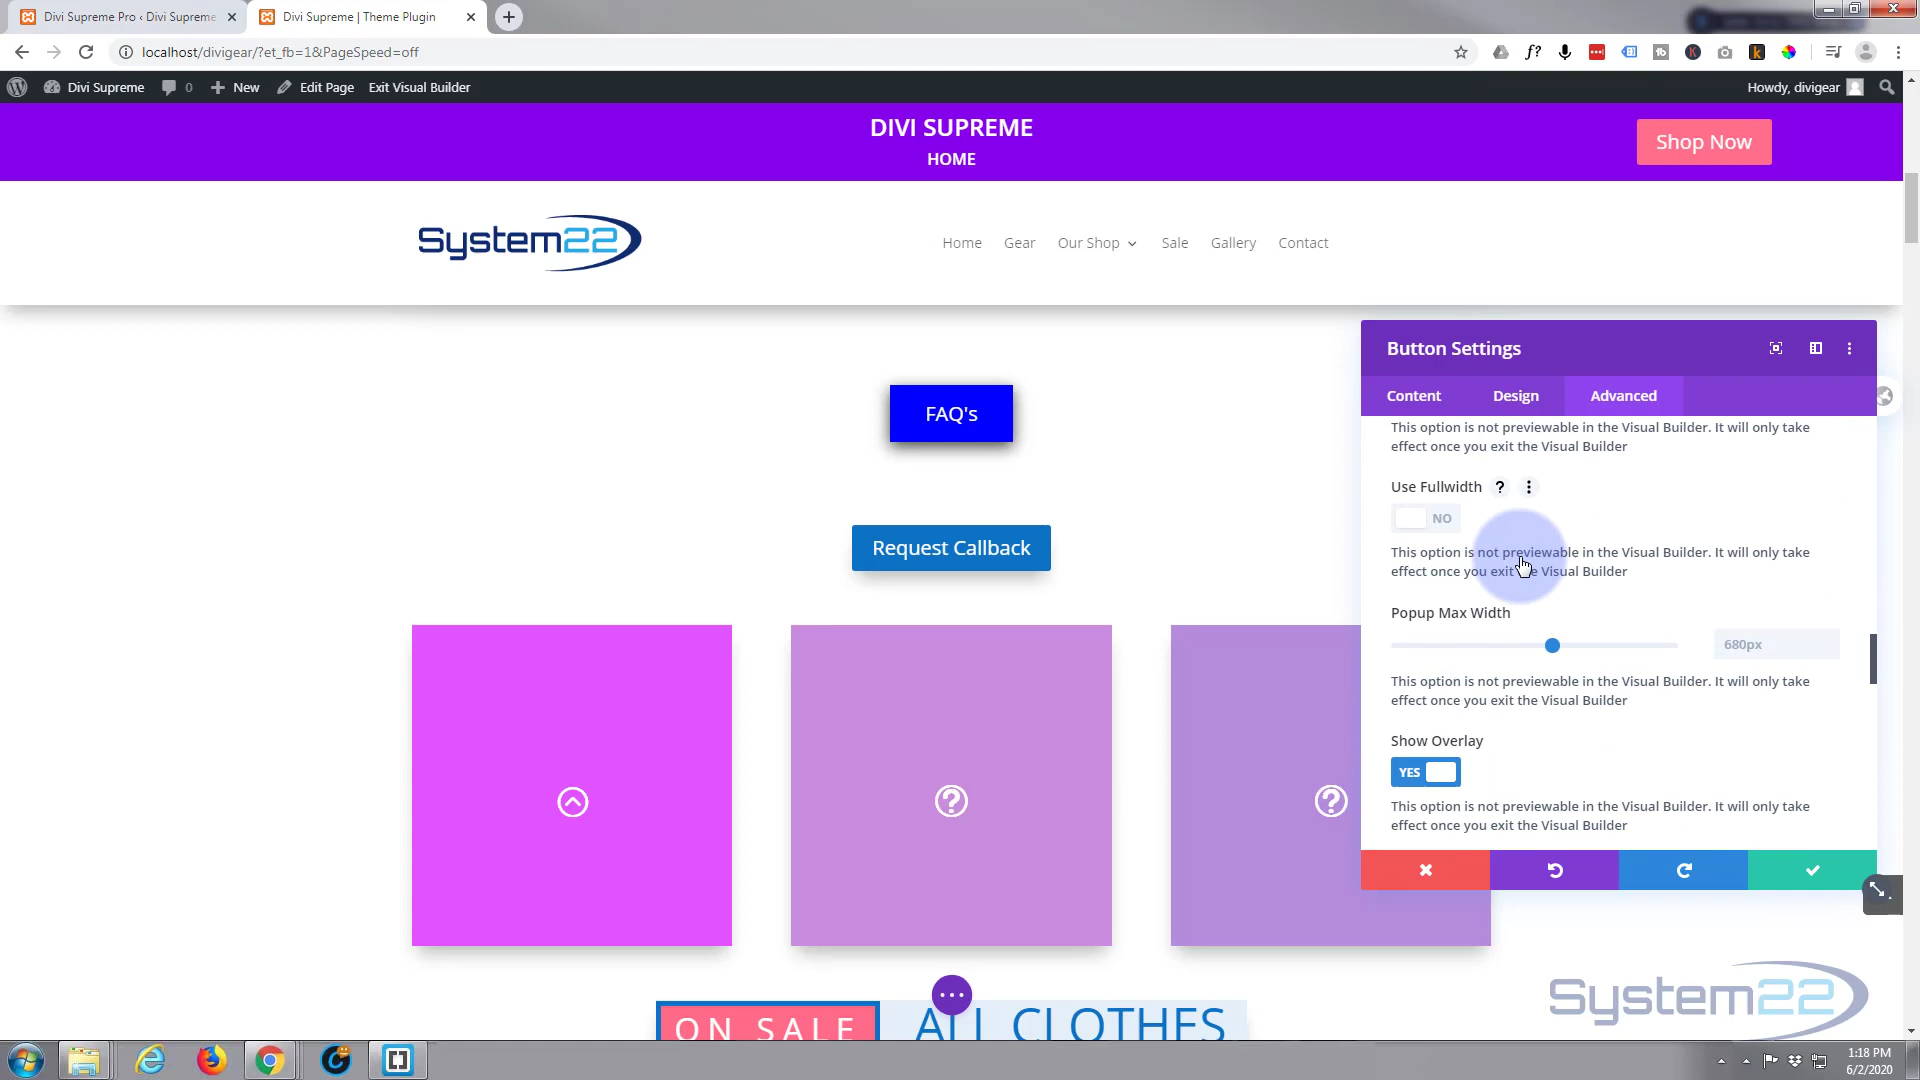 Divi Supreme Pro ‹ Divi Supreme
Divi Supreme | Theme Plugin
localhost/divigear/?et_fb=1&PageSpeed=off
Divi Supreme 0 New Edit Page Exit Visual Builder
Howdy, divigear
DIVI SUPREME
HOME
Shop Now
System22
Home Gear Our Shop Sale Gallery Contact
FAQ's
Request Callback
Button Settings
Content Design Advanced
This option is not previewable in the Visual Builder. It will only take
effect once you exit the Visual Builder
Use Fullwidth ?
NO
This option is not previewable in the Visual Builder. It will only take
effect once you exit the Visual Builder
Popup Max Width
680px
This option is not previewable in the Visual Builder. It will only take
effect once you exit the Visual Builder
Show Overlay
YES
This option is not previewable in the Visual Builder. It will only take
effect once you exit the Visual Builder
ON SALE
ALL CLOTHES
System22
1:18 PM
6/2/2020